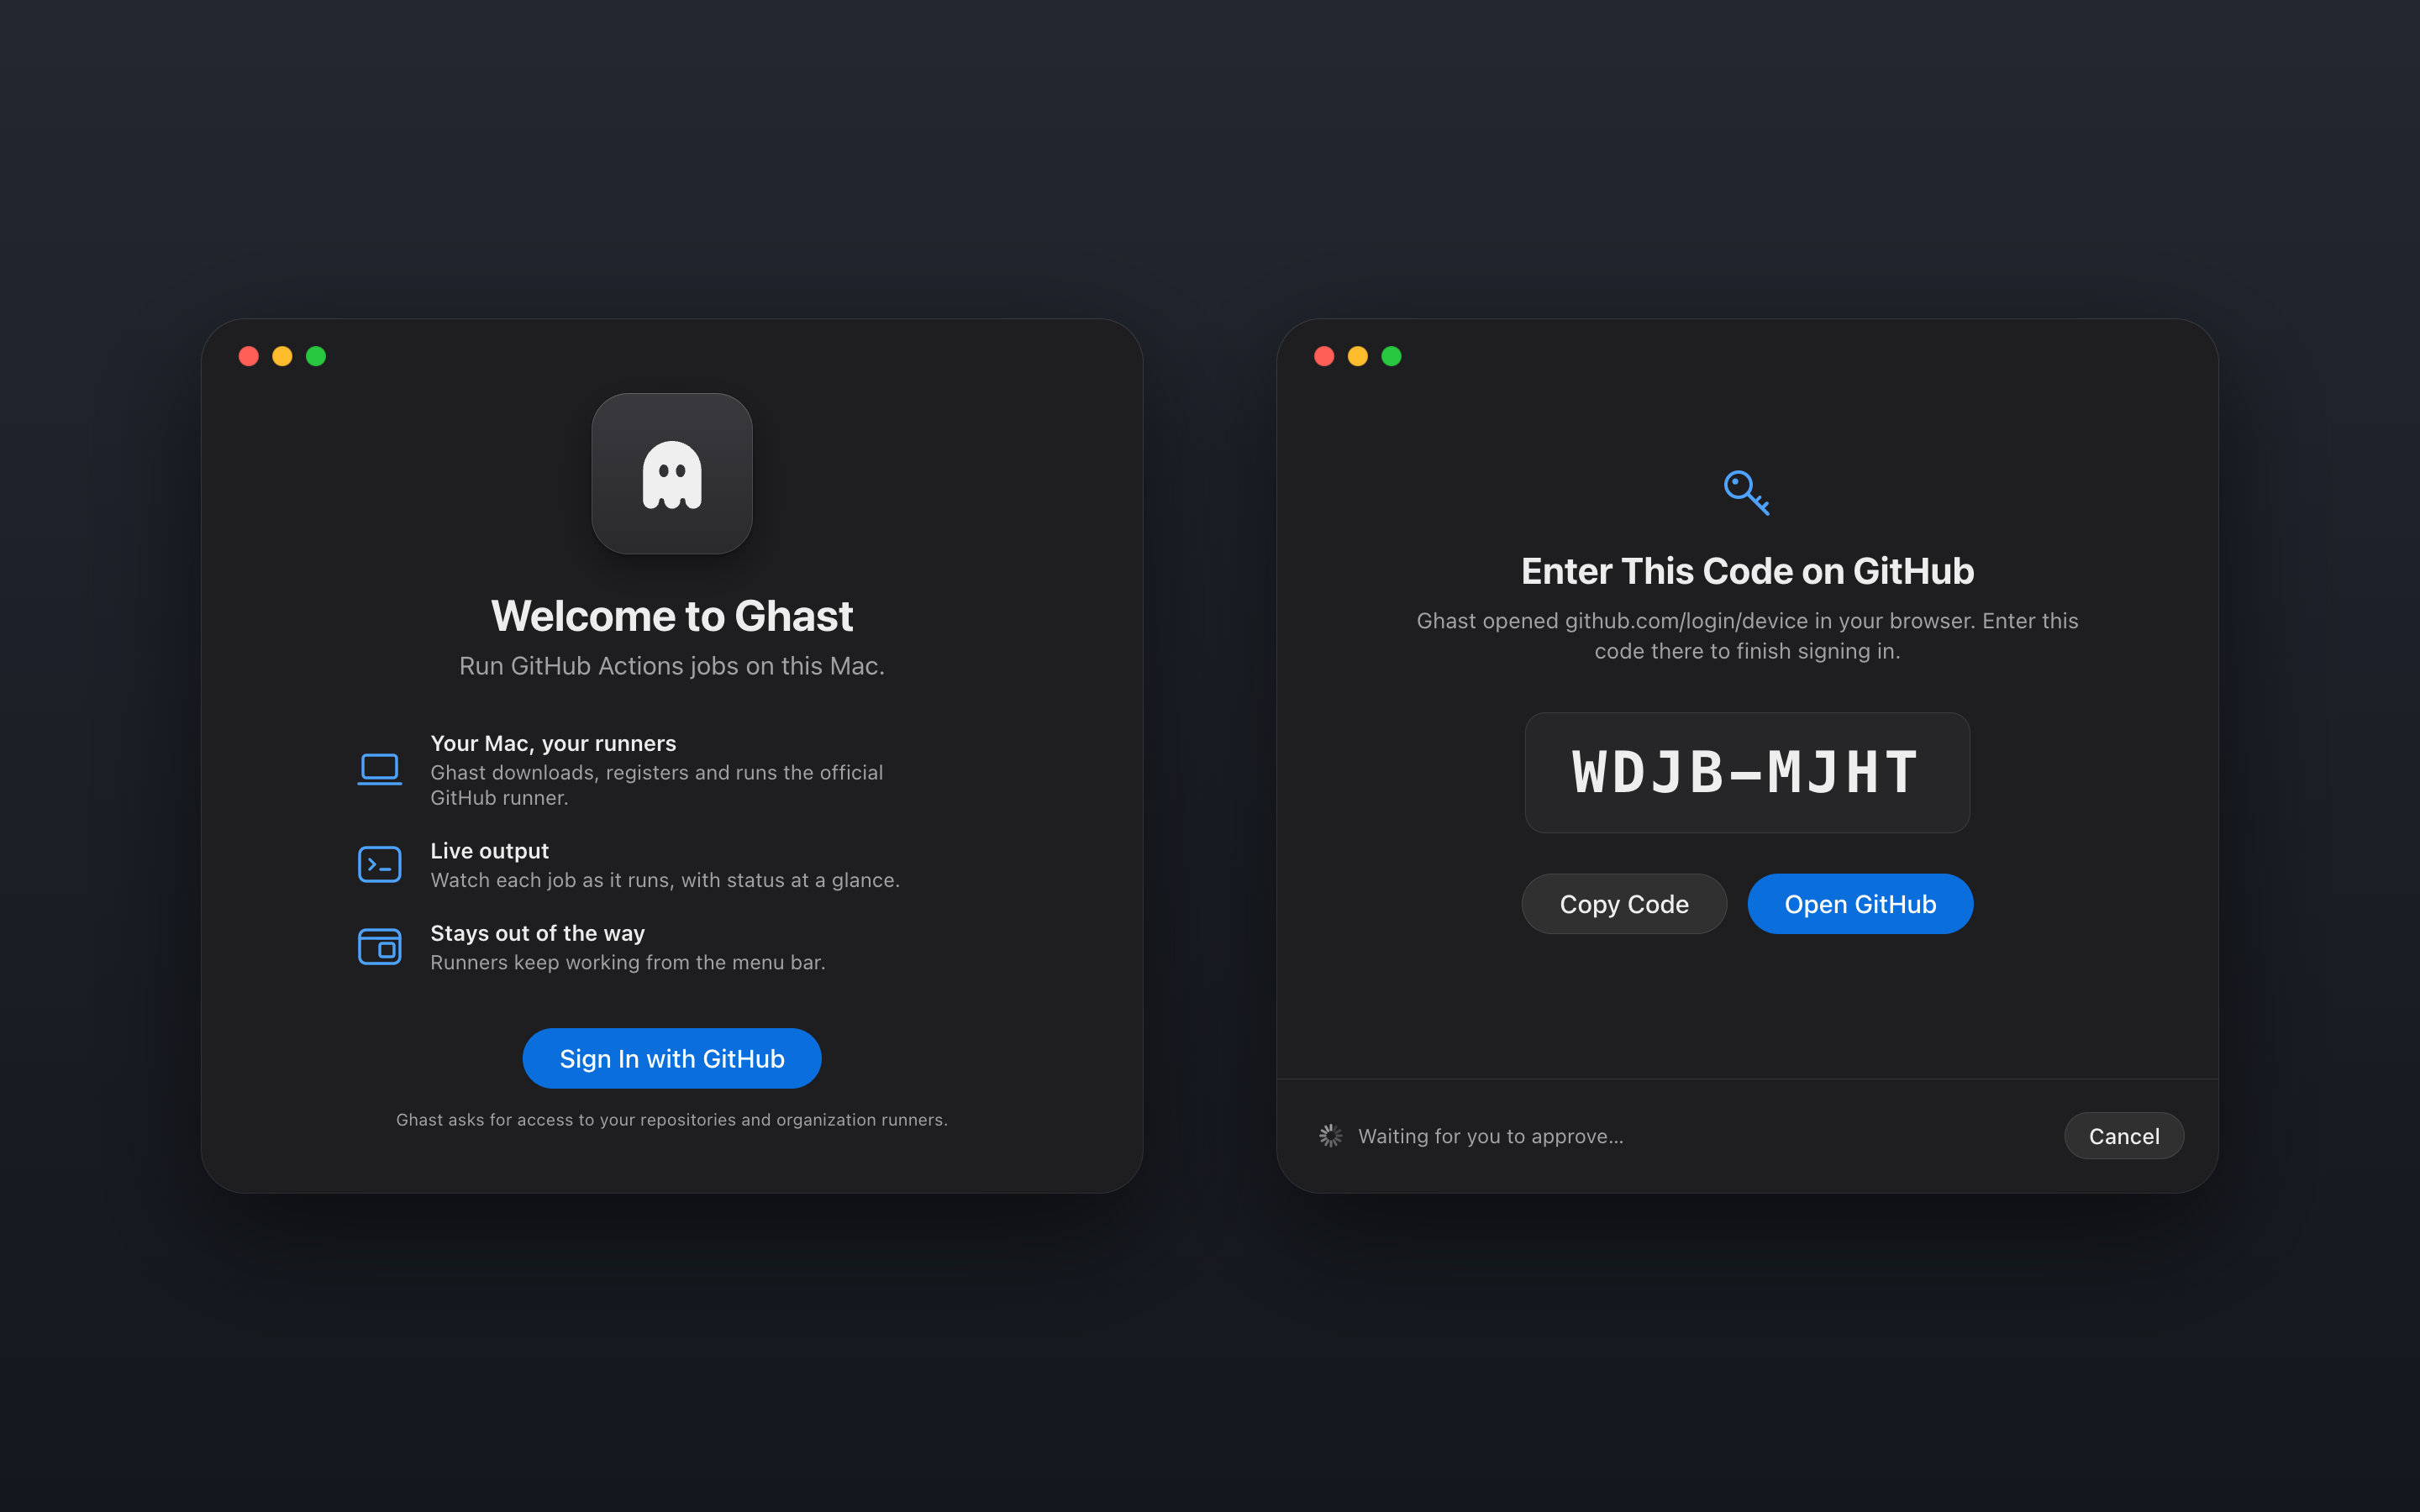 Welcome to Ghast
Run GitHub Actions jobs on this Mac.
Your Mac, your runners
Ghast downloads, registers and runs the official
GitHub runner.
Live output
Watch each job as it runs, with status at a glance.
Stays out of the way
Runners keep working from the menu bar.
Sign In with GitHub
Ghast asks for access to your repositories and organization runners.
Enter This Code on GitHub
Ghast opened github.com/login/device in your browser. Enter this
code there to finish signing in.
WDJB–MJHT
Copy Code
Open GitHub
Waiting for you to approve...
Cancel